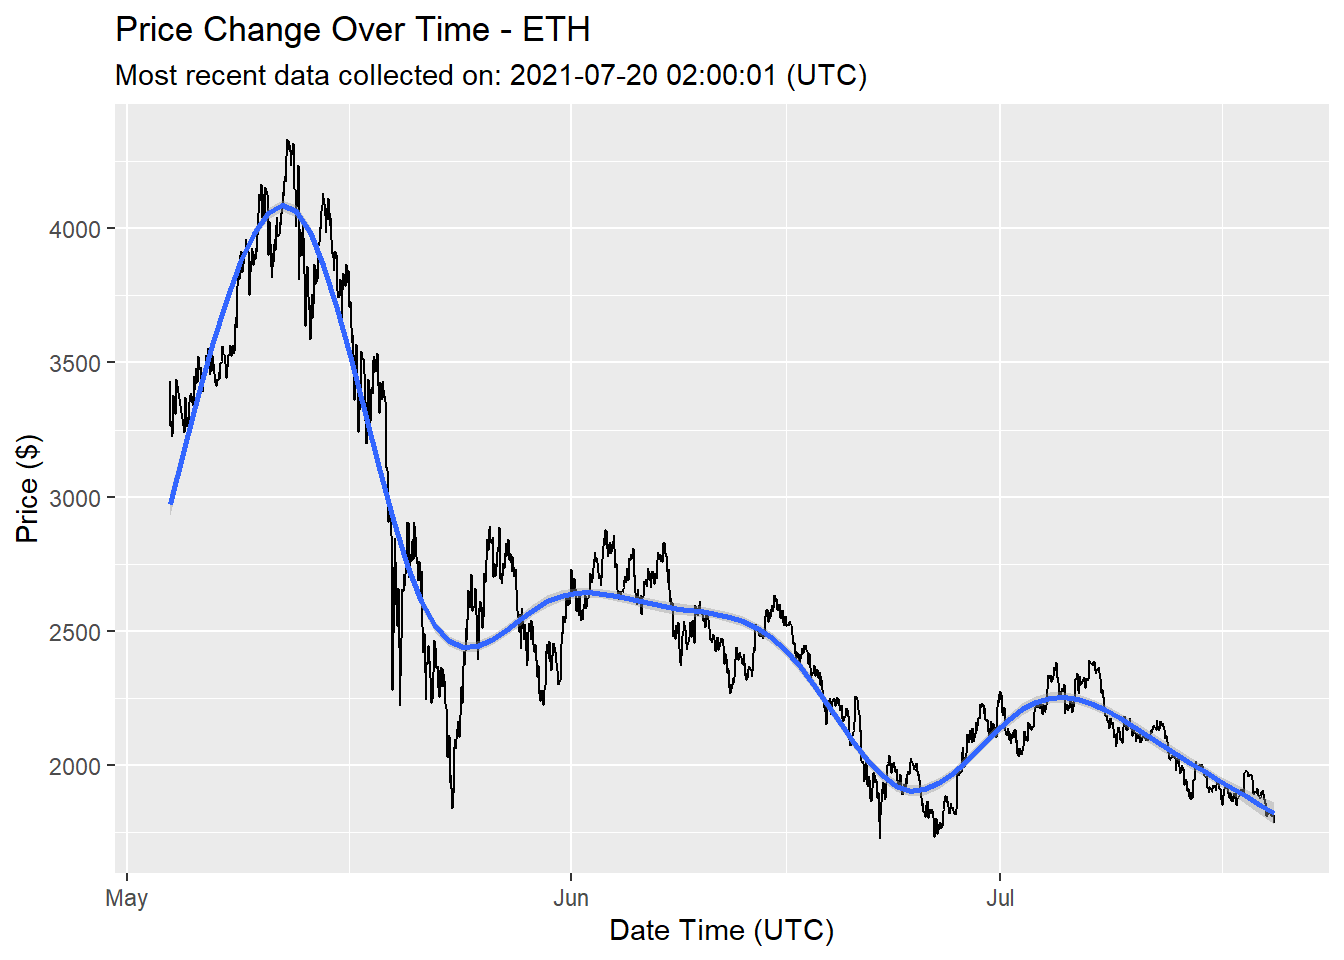 Price Change Over Time - ETH
Most recent data collected on: 2021-07-20 02:00:01 (UTC)
Price ($)
4000
3500
3000
2500
2000
May
Jun
Jul
Date Time (UTC)